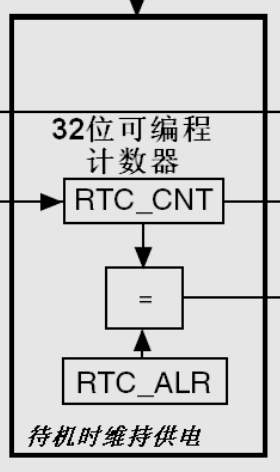 32位可编程
计数器
RTC_CNT
=
RTC_ALR
待机时维持供电